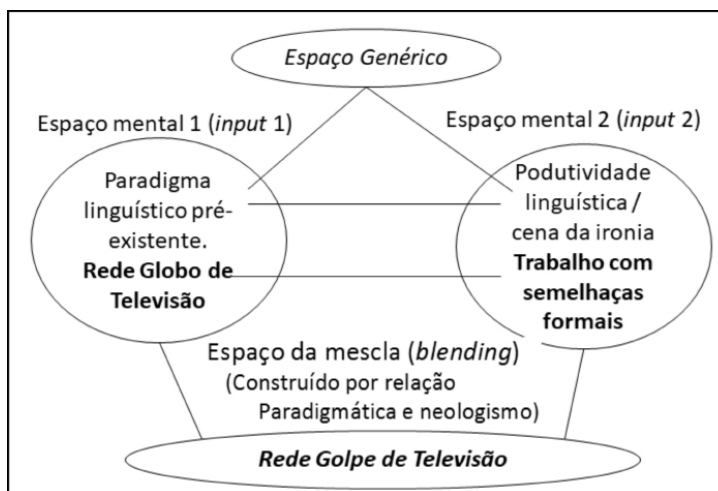 Espaço Genérico
Espaço mental 1 (input 1)
Espaço mental 2 (input 2)
Paradigma
linguístico pré-
existente.
Rede Globo de
Televisão
Podutividade
linguística /
cena da ironia
Trabalho com
semelhaças
formais
Espaço da mescla (blending)
(Construído por relação
Paradigmática e neologismo)
Rede Golpe de Televisão